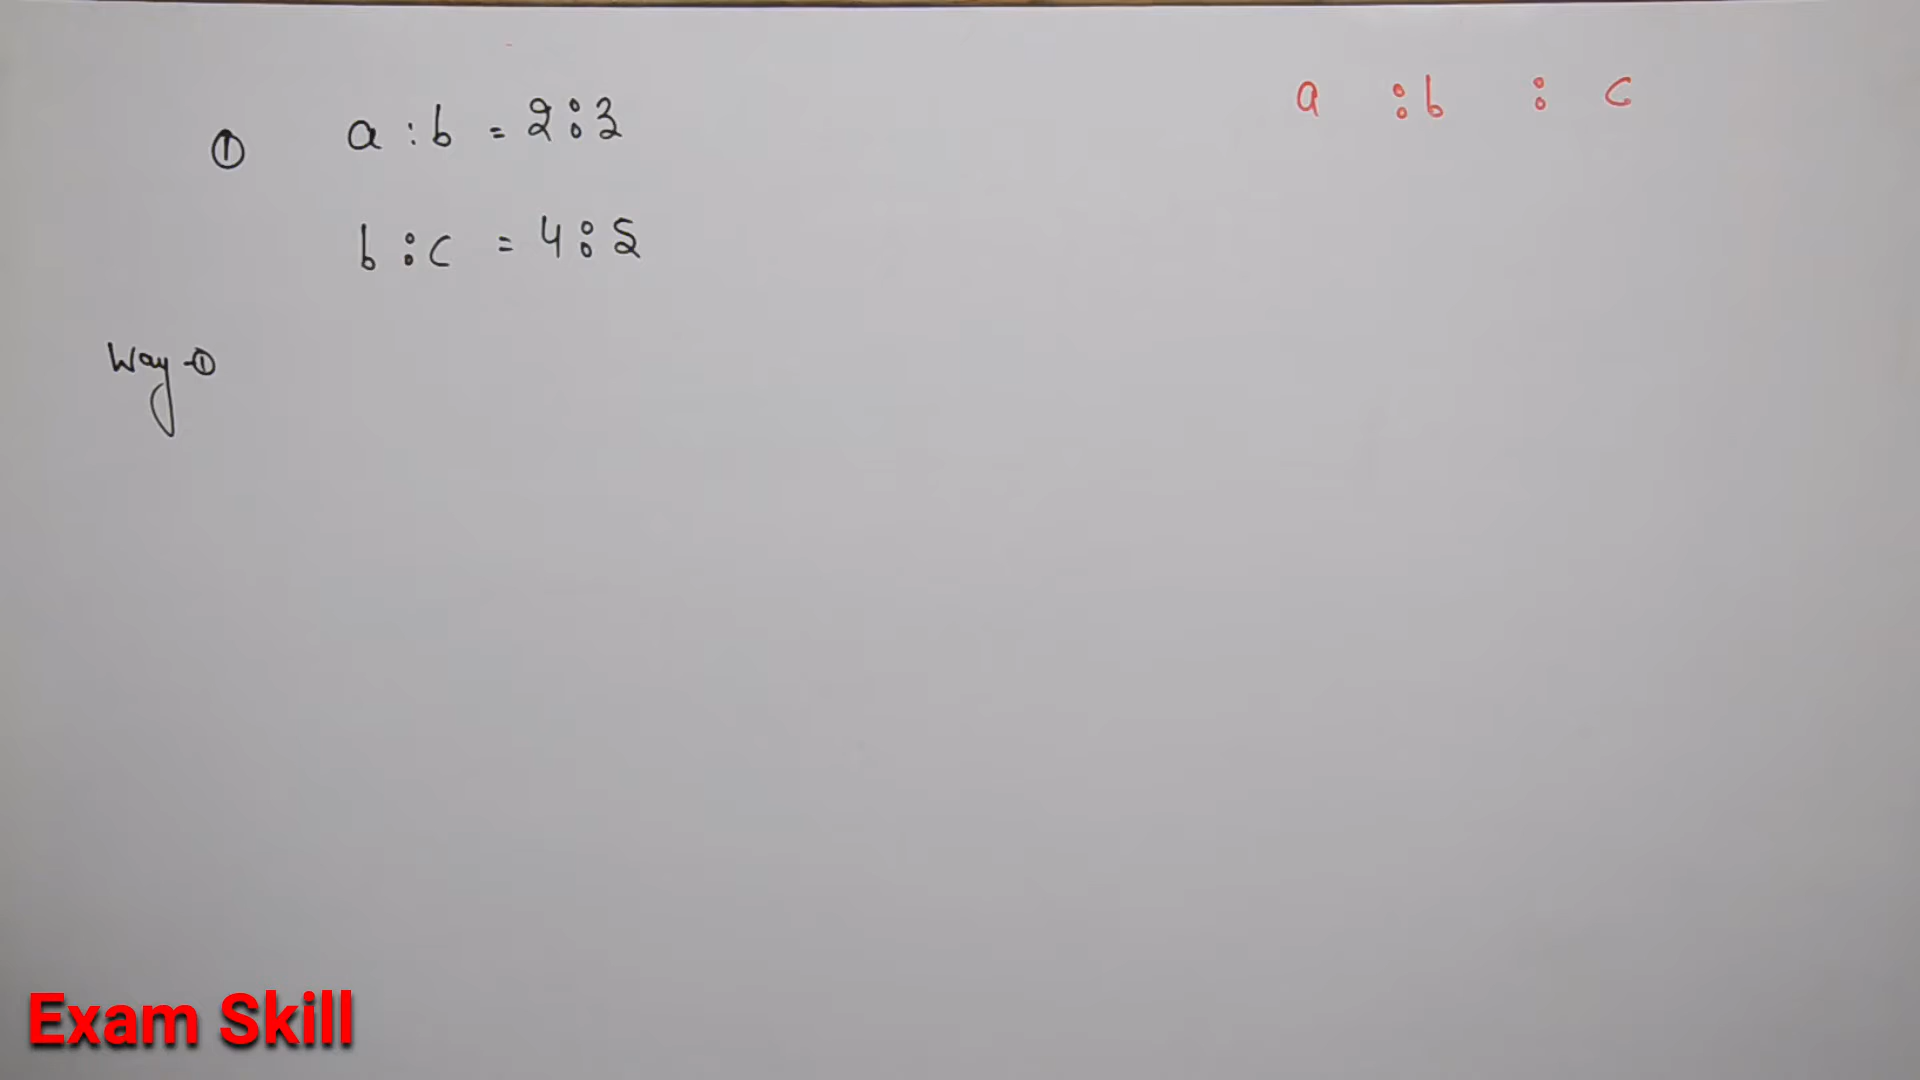 ① a : b = 2 : 3
a : b : c
b : c = 4 : 5
Way-①
Exam Skill